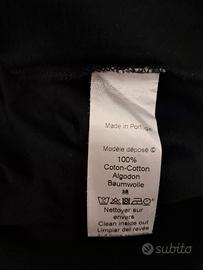 Made in Portugal
Modèle déposé ©
100%
Coton-Cotton
Algodon
Baumwolle
Nettoyer sur
envers
Clean inside out
Limpiar del revés
subito